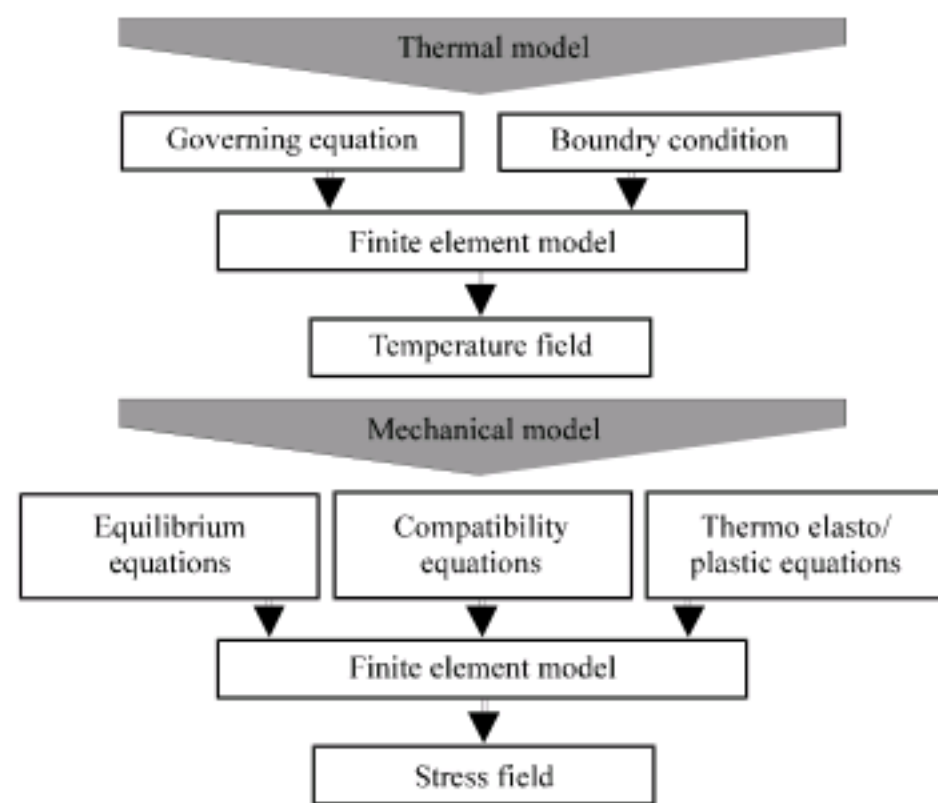 Thermal model
Governing equation
Boundry condition
Finite element model
Temperature field
Mechanical model
Equilibrium
equations
Compatibility
equations
Thermo elasto/
plastic equations
Finite element model
Stress field